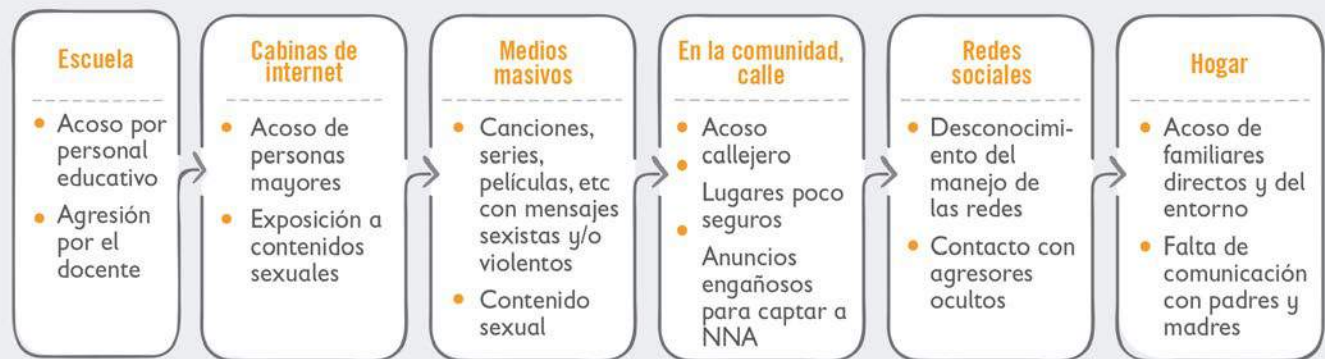 Escuela
• Acoso por
personal
educativo
• Agresión
por el
docente
Cabinas de
internet
• Acoso de
personas
mayores
• Exposición a
contenidos
sexuales
Medios
masivos
• Canciones,
series,
películas, etc
con mensajes
sexistas y/o
violentos
• Contenido
sexual
En la comunidad,
calle
• Acoso
callejero
• Lugares poco
seguros
• Anuncios
engañosos
para captar a
NNA
Redes
sociales
• Desconocimi-
ento del
manejo de
las redes
• Contacto con
agresores
ocultos
Hogar
• Acoso de
familiares
directos y del
entorno
• Falta de
comunicación
con padres y
madres